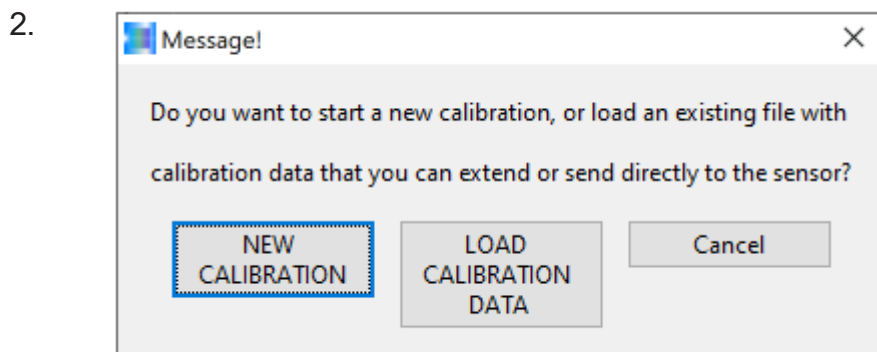 2.
Message!
Do you want to start a new calibration, or load an existing file with
calibration data that you can extend or send directly to the sensor?
NEW
CALIBRATION
LOAD
CALIBRATION
DATA
Cancel